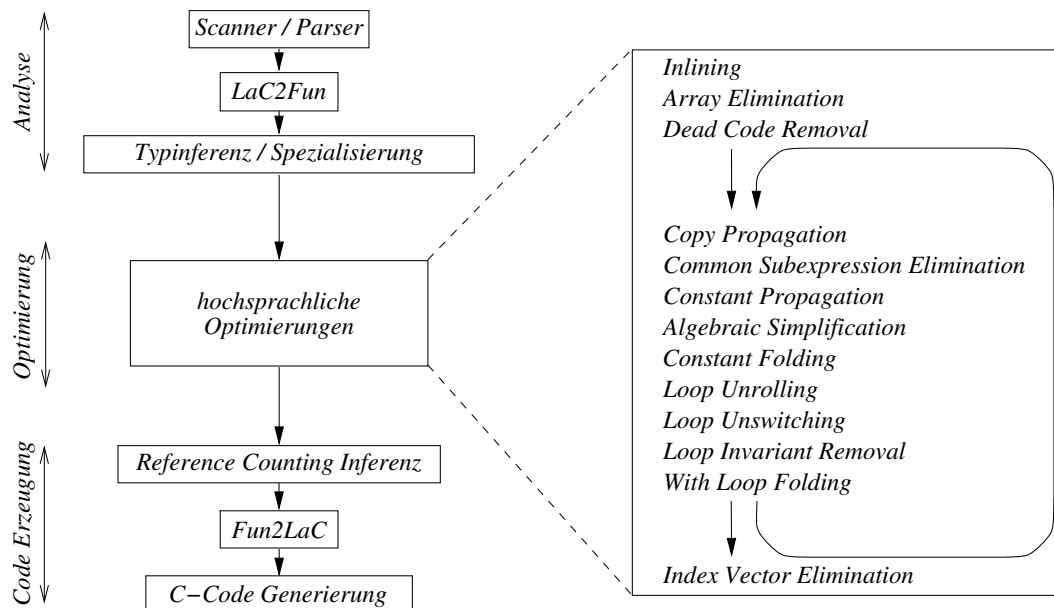 Analyse
Scanner / Parser
LaC2Fun
Typinferenz / Spezialisierung
Optimierung
hochsprachliche
Optimierungen
Code Erzeugung
Reference Counting Inferenz
Fun2LaC
C−Code Generierung
Inlining
Array Elimination
Dead Code Removal
Copy Propagation
Common Subexpression Elimination
Constant Propagation
Algebraic Simplification
Constant Folding
Loop Unrolling
Loop Unswitching
Loop Invariant Removal
With Loop Folding
Index Vector Elimination